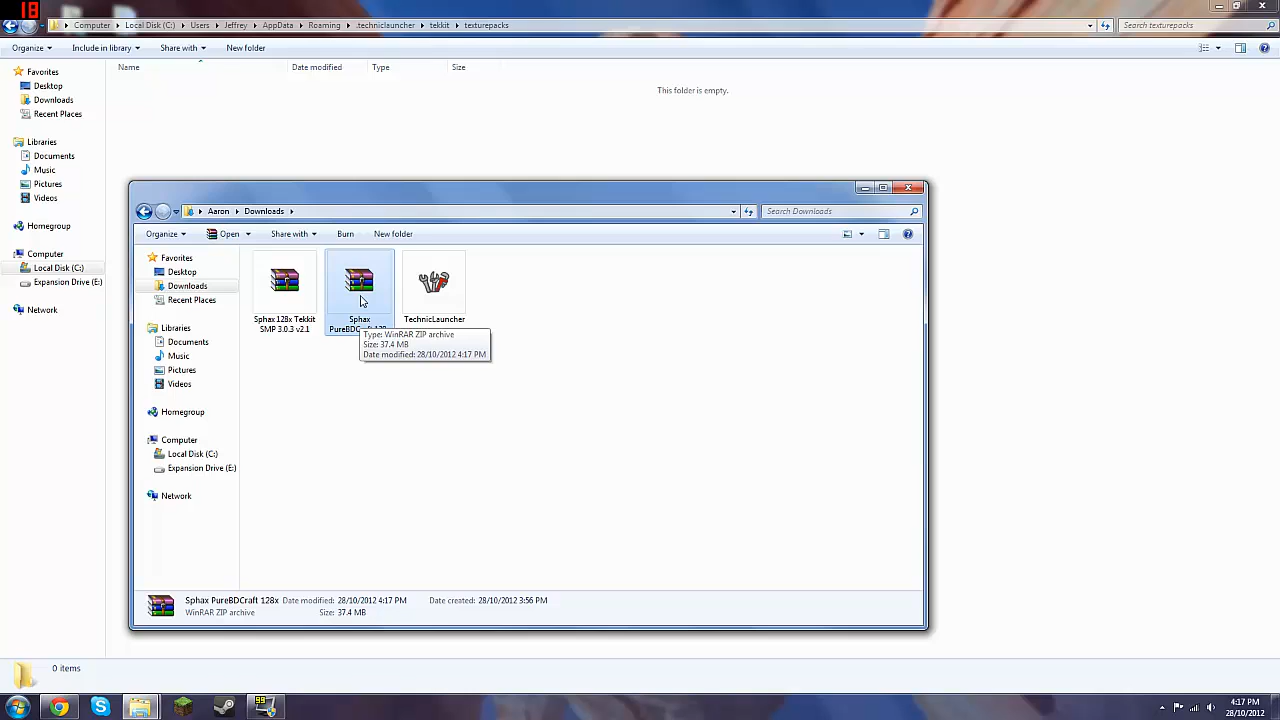 18
Computer Local Disk (C:) Users Jeffrey AppData Roaming .techniclauncher tekkit texturepacks
Search texturepacks
Organize Include in library Share with New folder
Favorites
Desktop
Downloads
Recent Places
Libraries
Documents
Music
Pictures
Videos
Homegroup
Computer
Local Disk (C:)
Expansion Drive (E:)
Network
Name Date modified Type Size
This folder is empty.
Aaron Downloads
Search Downloads
Organize Open Share with Burn New folder
Favorites
Desktop
Downloads
Recent Places
Libraries
Documents
Music
Pictures
Videos
Homegroup
Computer
Local Disk (C:)
Expansion Drive (E:)
Network
Sphax 128x Tekkit
SMP 3.0.3 v2.1
Sphax
PureBDCraft 128x
TechnicLauncher
Type: WinRAR ZIP archive
Size: 37.4 MB
Date modified: 28/10/2012 4:17 PM
Sphax PureBDCraft 128x Date modified: 28/10/2012 4:17 PM Date created: 28/10/2012 3:56 PM
WinRAR ZIP archive Size: 37.4 MB
0 items
99
4:17 PM
28/10/2012